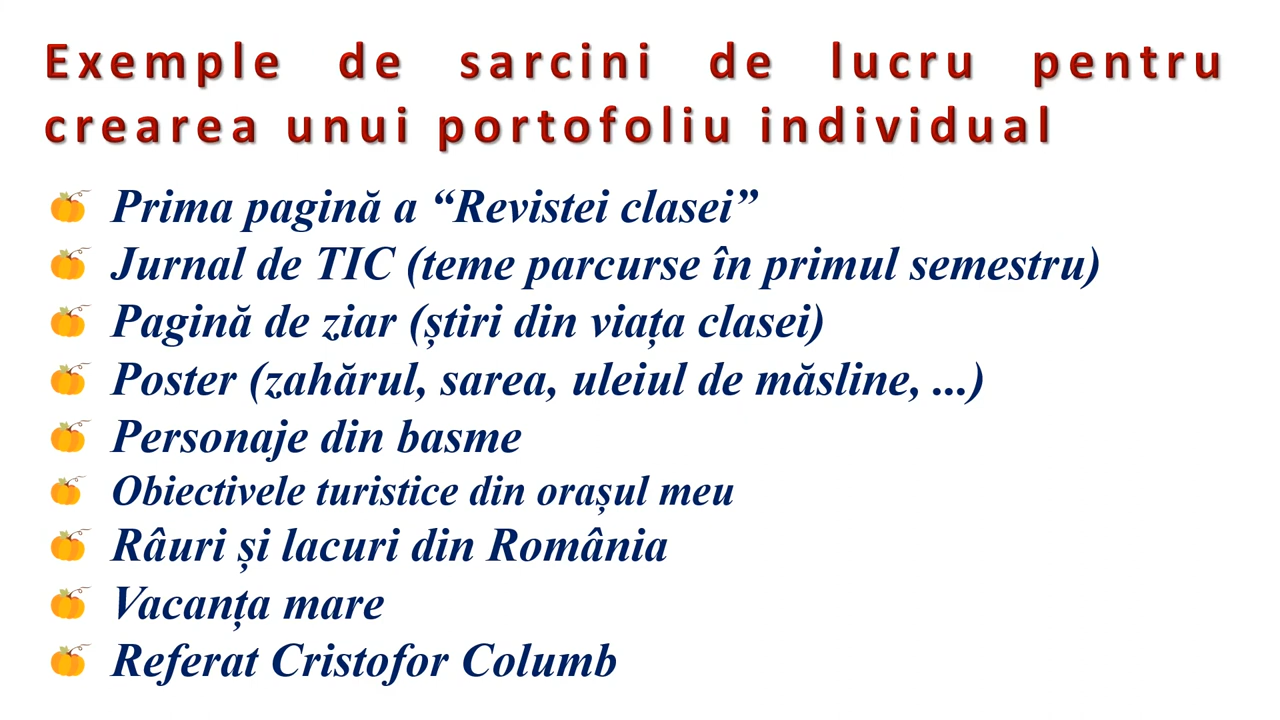 Exemple de sarcini de lucru pentru
crearea unui portofoliu individual
Prima pagină a “Revistei clasei”
Jurnal de TIC (teme parcurse în primul semestru)
Pagină de ziar (știri din viața clasei)
Poster (zahărul, sarea, uleiul de măsline, ...)
Personaje din basme
Obiectivele turistice din orașul meu
Râuri și lacuri din România
Vacanța mare
Referat Cristofor Columb